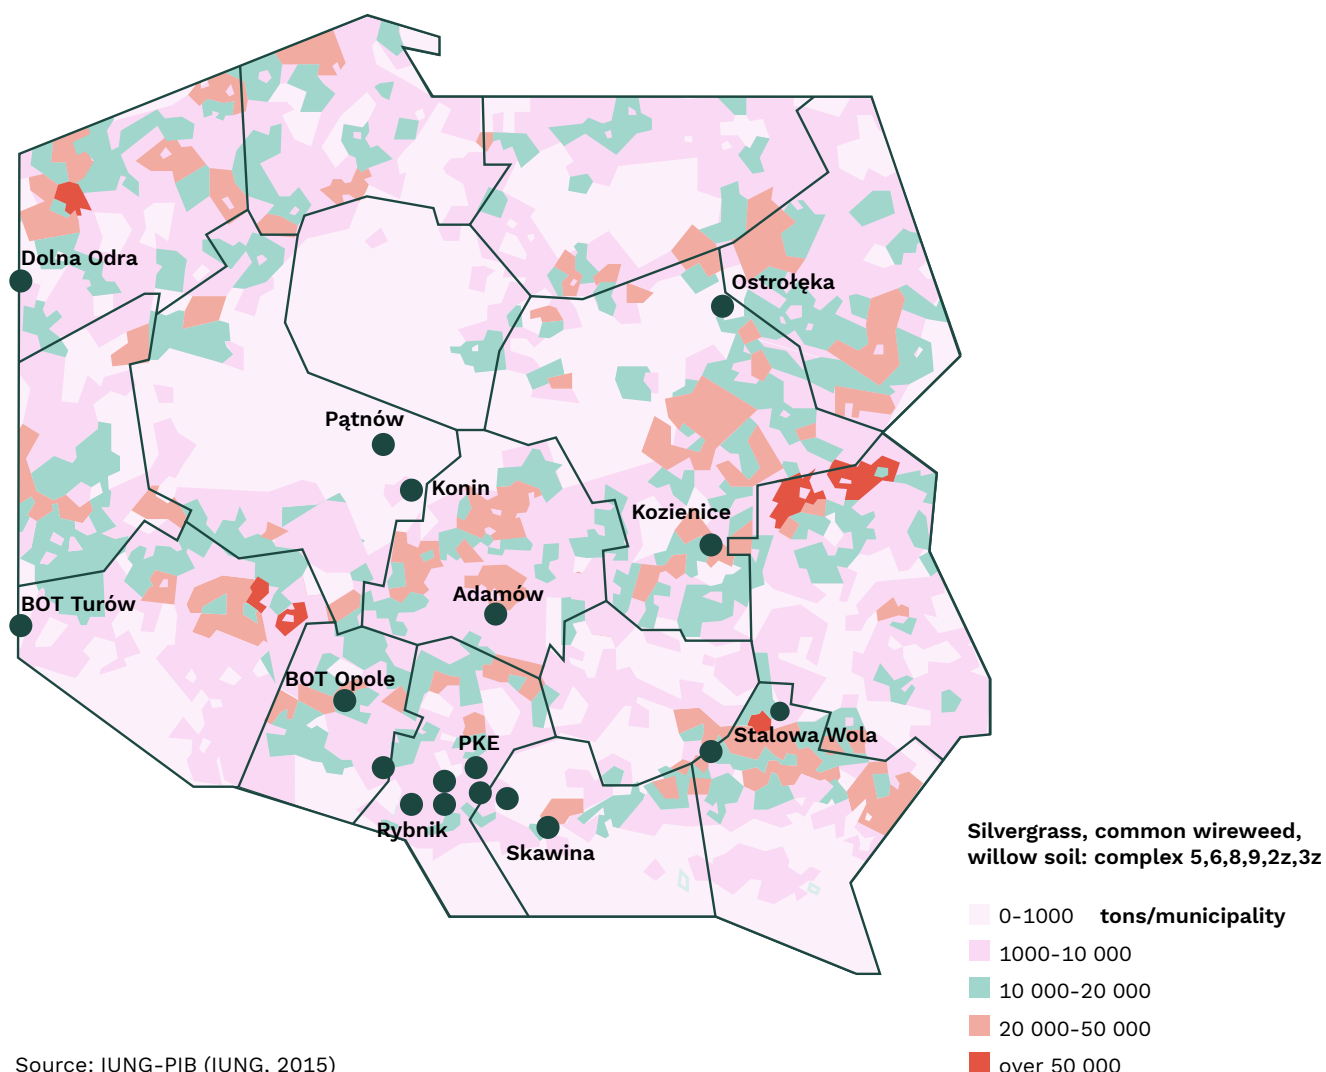 Dolna Odra
Ostrołęka
Pątnów
Konin
Kozienice
Adamów
BOT Turów
BOT Opole
Stalowa Wola
PKE
Rybnik
Skawina
Silvergrass, common wireweed,
willow soil: complex 5,6,8,9,2z,3z
0-1000 tons/municipality
1000-10 000
10 000-20 000
20 000-50 000
over 50 000
Source: IUNG-PIB (IUNG, 2015)